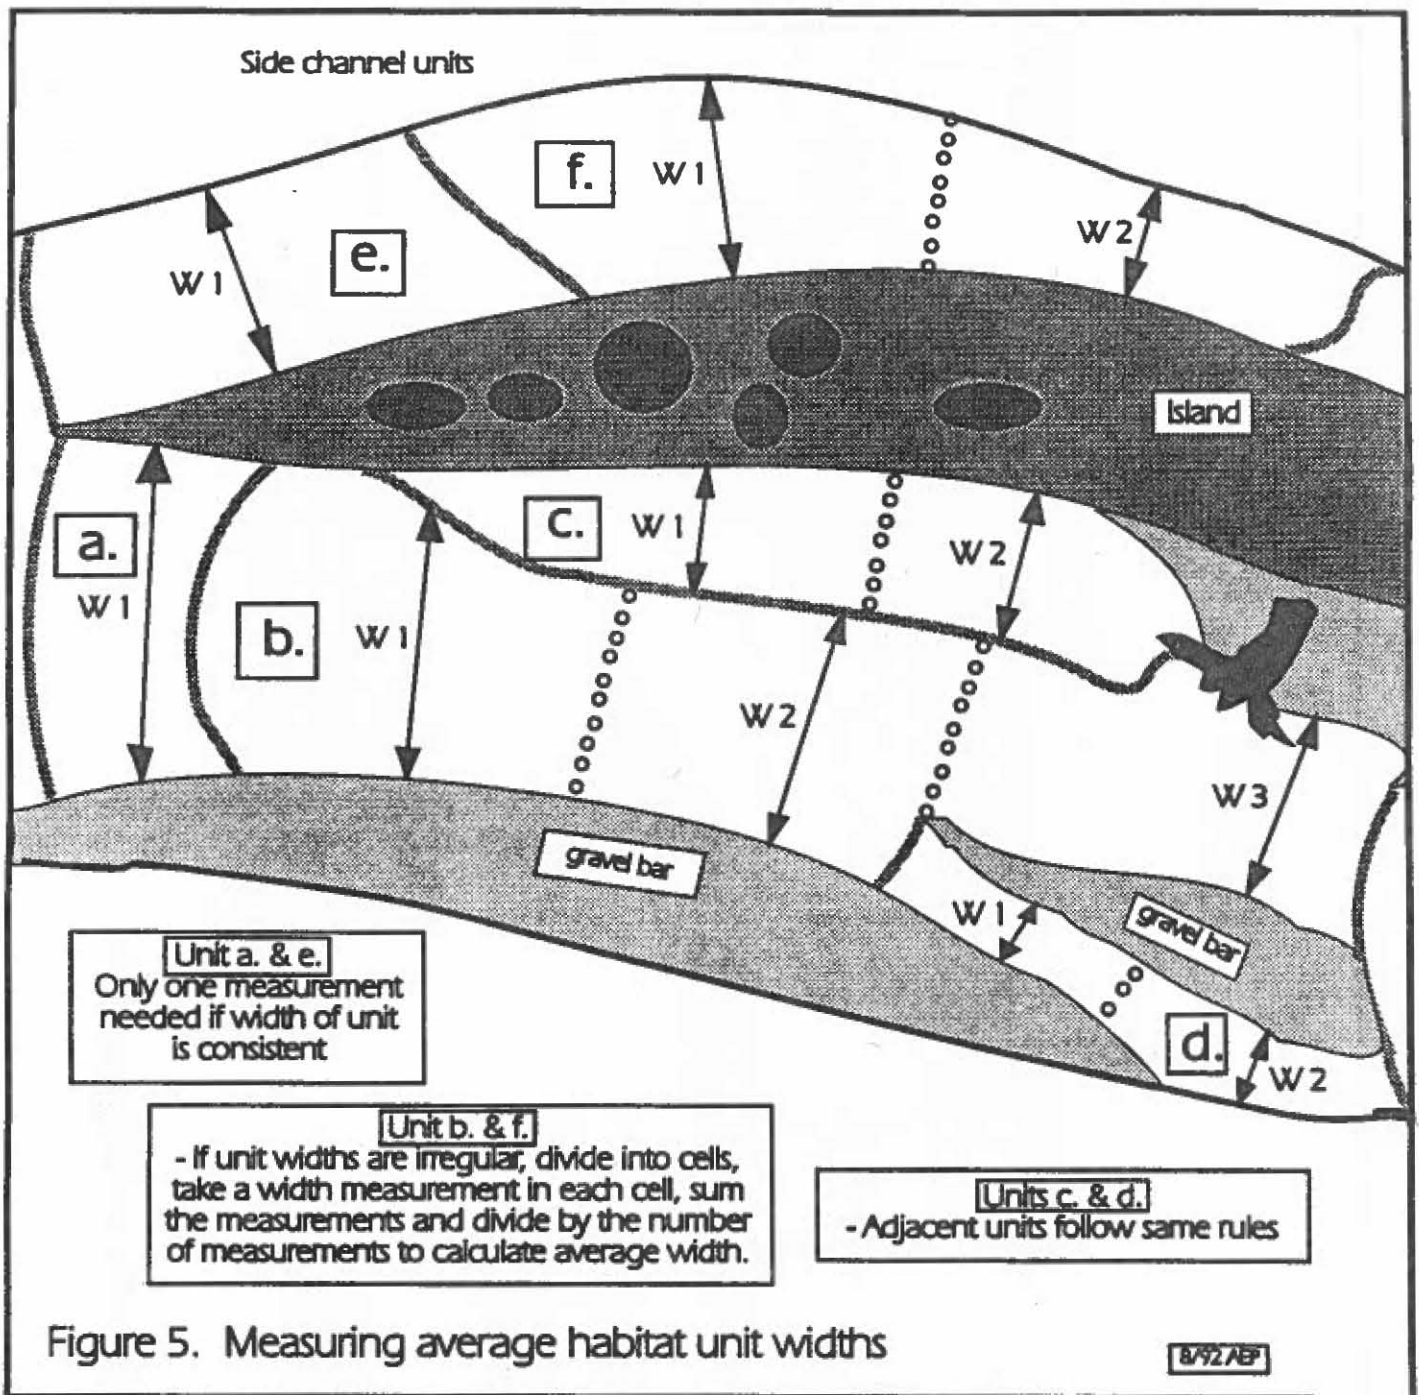 Side channel units
f.
W1
W2
e.
W1
Island
a.
W1
b.
W1
c.
W1
W2
W2
W3
gravel bar
W1
gravel bar
d.
W2
Unit a. & e.
Only one measurement
needed if width of unit
is consistent
Unit b. & f.
- If unit widths are irregular, divide into cells,
take a width measurement in each cell, sum
the measurements and divide by the number
of measurements to calculate average width.
Units c. & d.
- Adjacent units follow same rules
Figure 5. Measuring average habitat unit widths
8/92 AEP